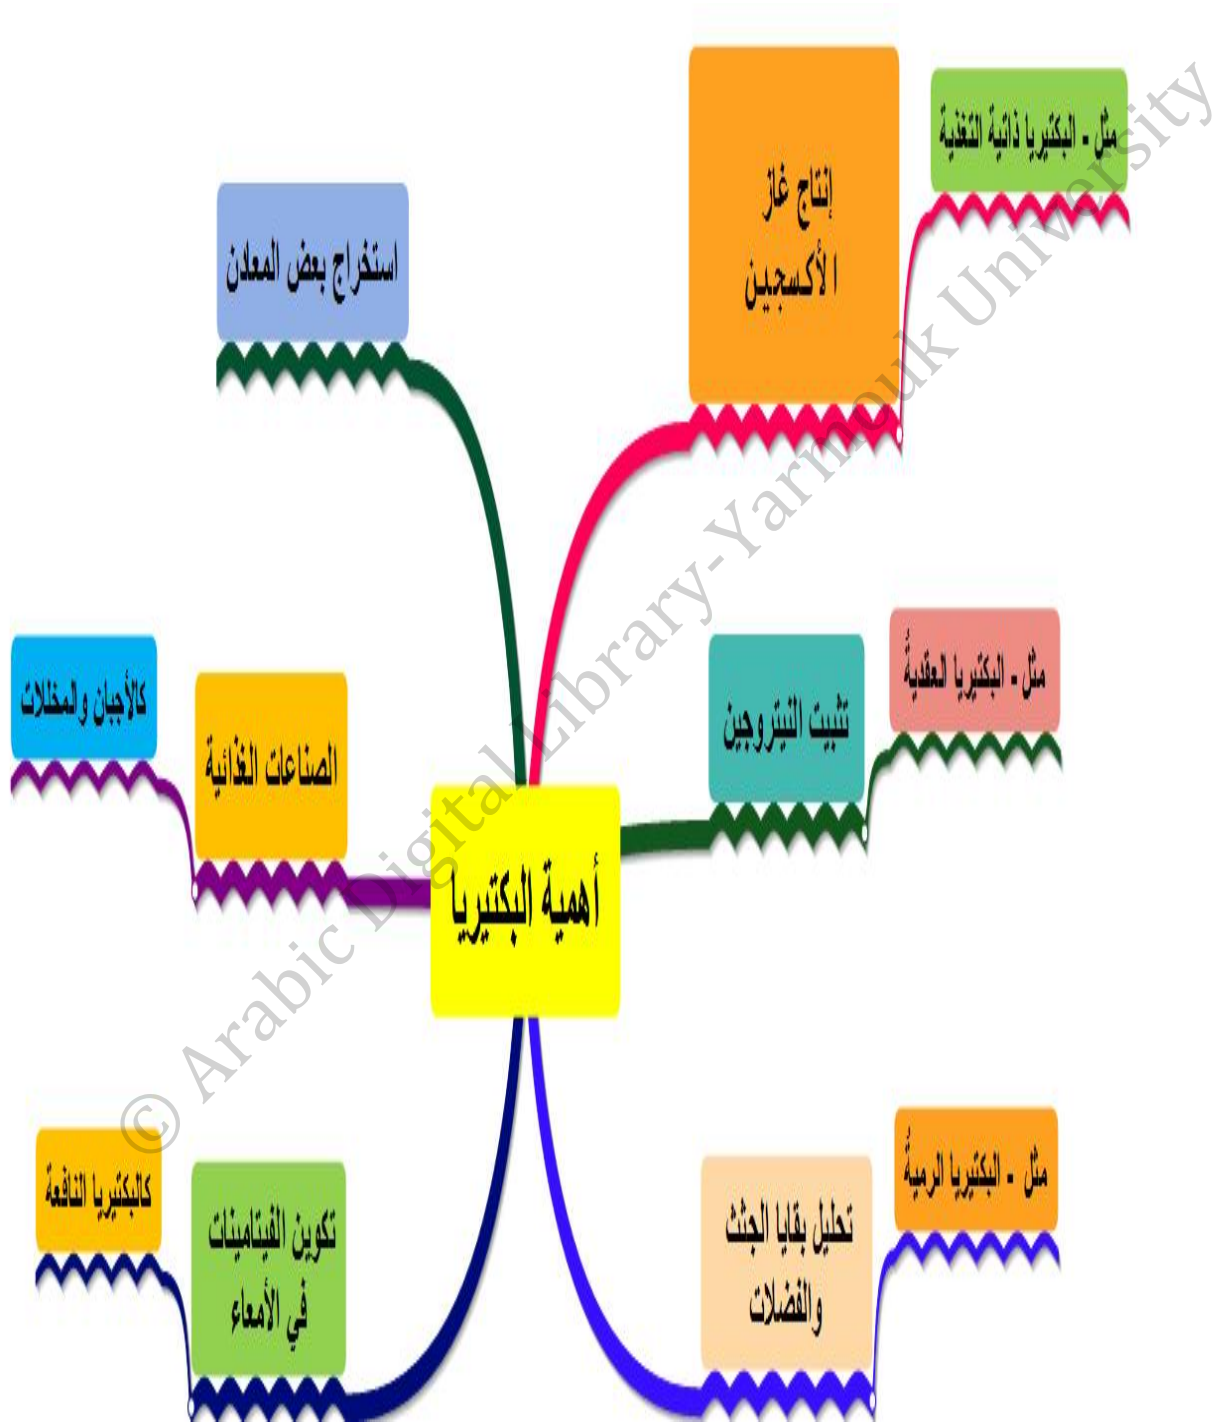 أهمية البكتيريا
إنتاج غاز
الأكسجين
مثل - البكتيريا ذاتية التغذية
تثبيت النيتروجين
مثل - البكتيريا العقدية
تحليل بقايا الجثث
والفضلات
مثل - البكتيريا الرمية
استخراج بعض المعادن
الصناعات الغذائية
كالأجبان والمخللات
تكوين الفيتامينات
في الأمعاء
كالبكتيريا النافعة
© Arabic Digital Library-Yarmouk University